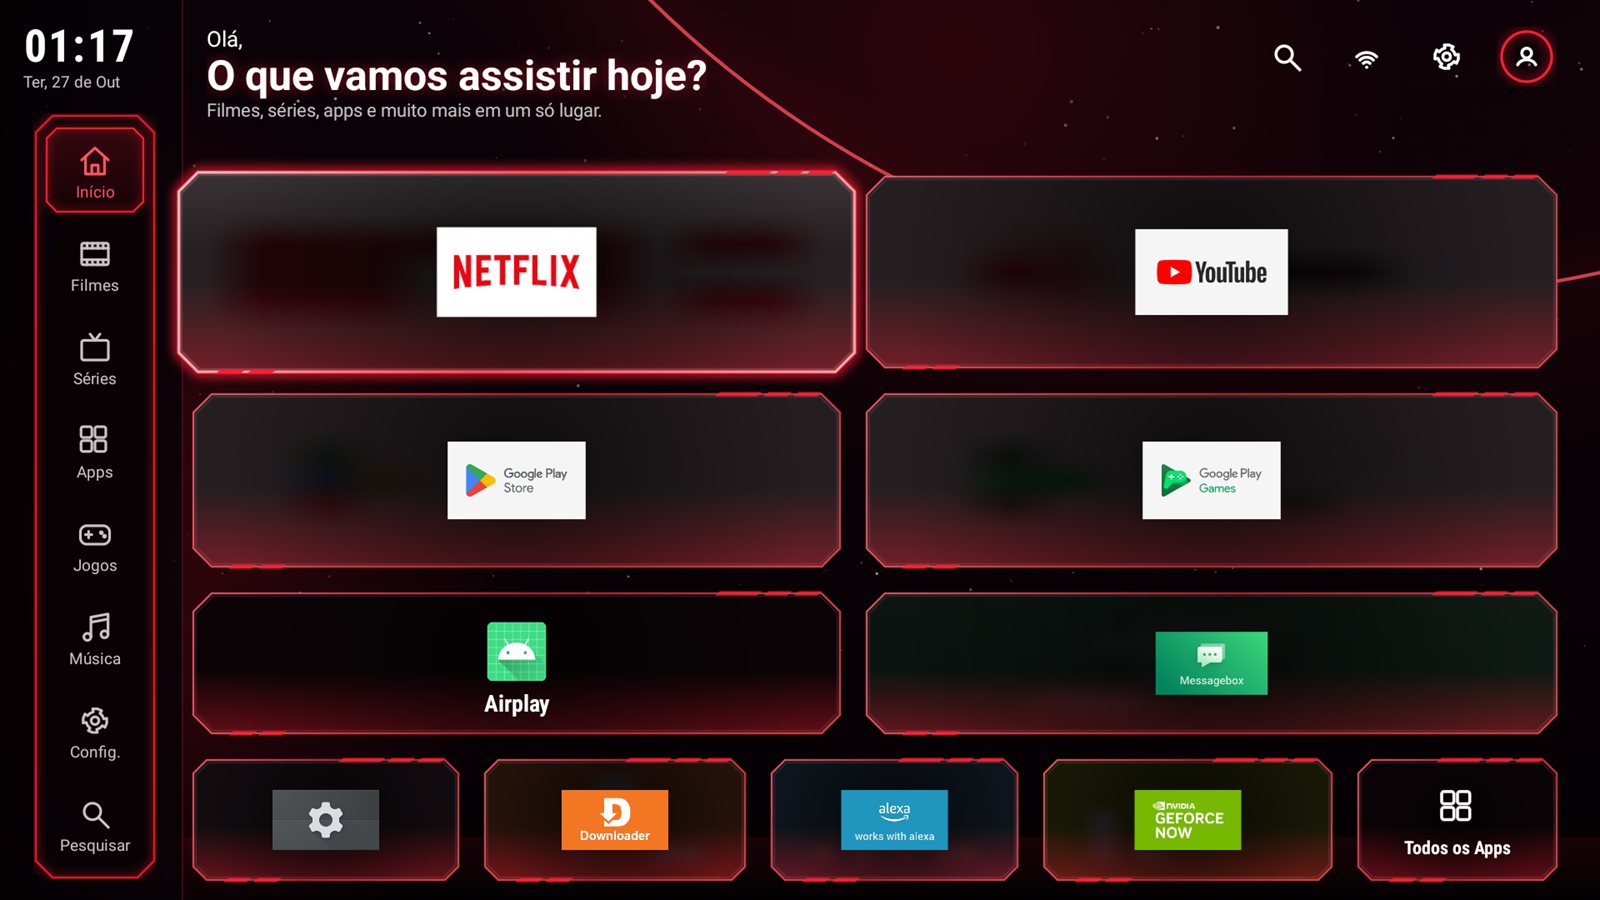 01:17
Ter, 27 de Out
Olá,
O que vamos assistir hoje?
Filmes, séries, apps e muito mais em um só lugar.
Início
Filmes
Séries
Apps
Jogos
Música
Config.
Pesquisar
NETFLIX
YouTube
Google Play
Store
Google Play
Games
Airplay
Messagebox
Downloader
alexa
works with alexa
NVIDIA
GEFORCE
NOW
Todos os Apps